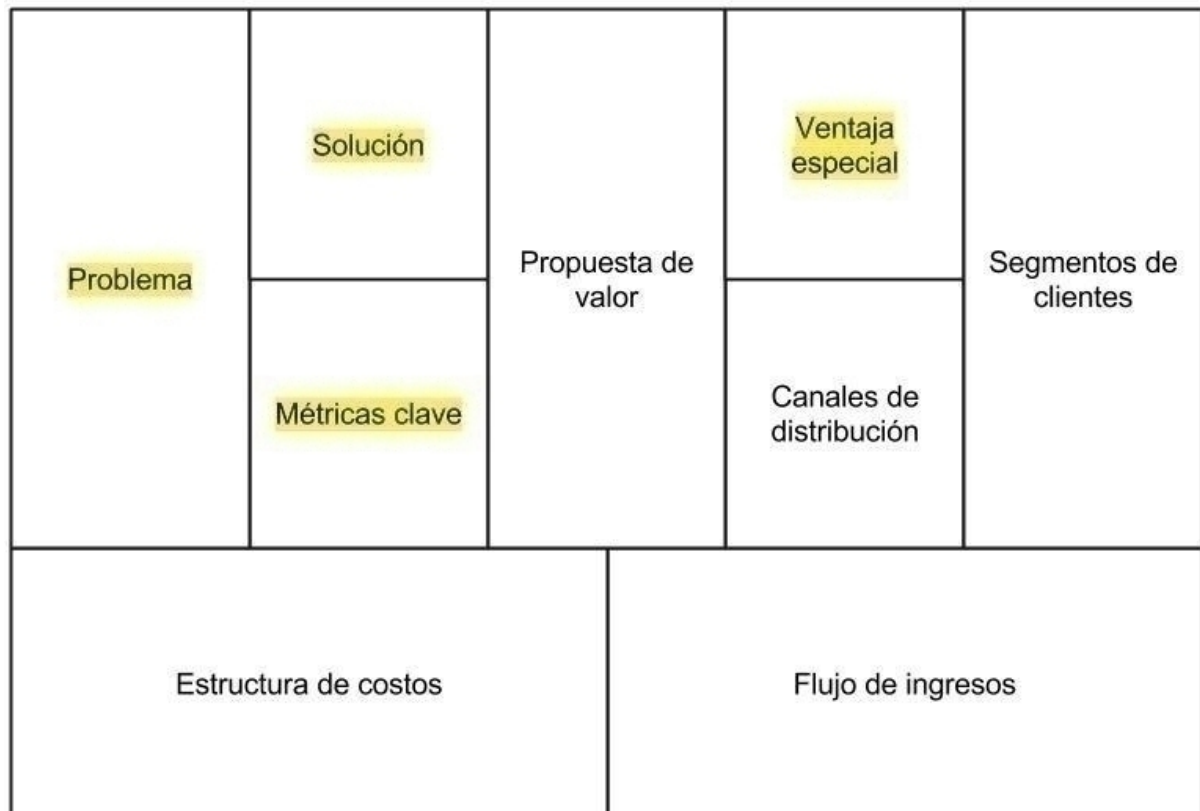 Problema
Solución
Métricas clave
Propuesta de
valor
Ventaja
especial
Canales de
distribución
Segmentos de
clientes
Estructura de costos
Flujo de ingresos